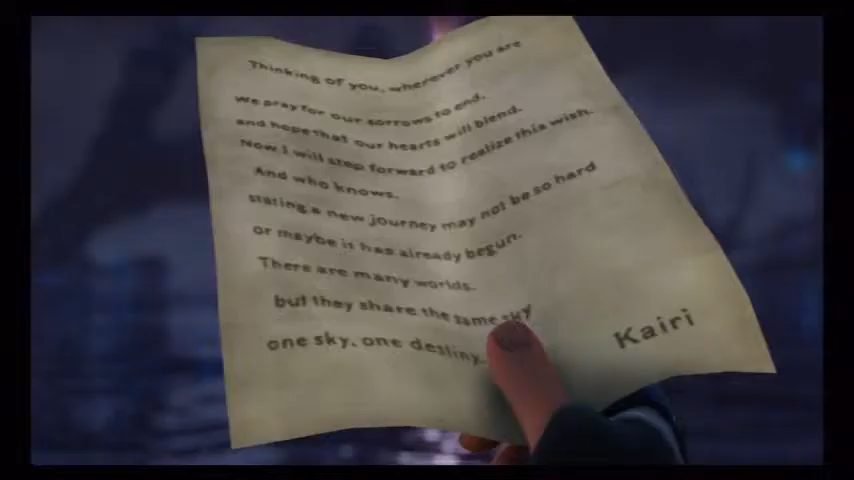 Thinking of you, wherever you are
We pray for our sorrows to end,
and hope that our hearts will blend.
Now I will step forward to realize this wish.
And who knows.
stating a new journey may not be so hard
or maybe it has already begun.
There are many worlds.
but they share the same sky
one sky, one destiny.
Kairi